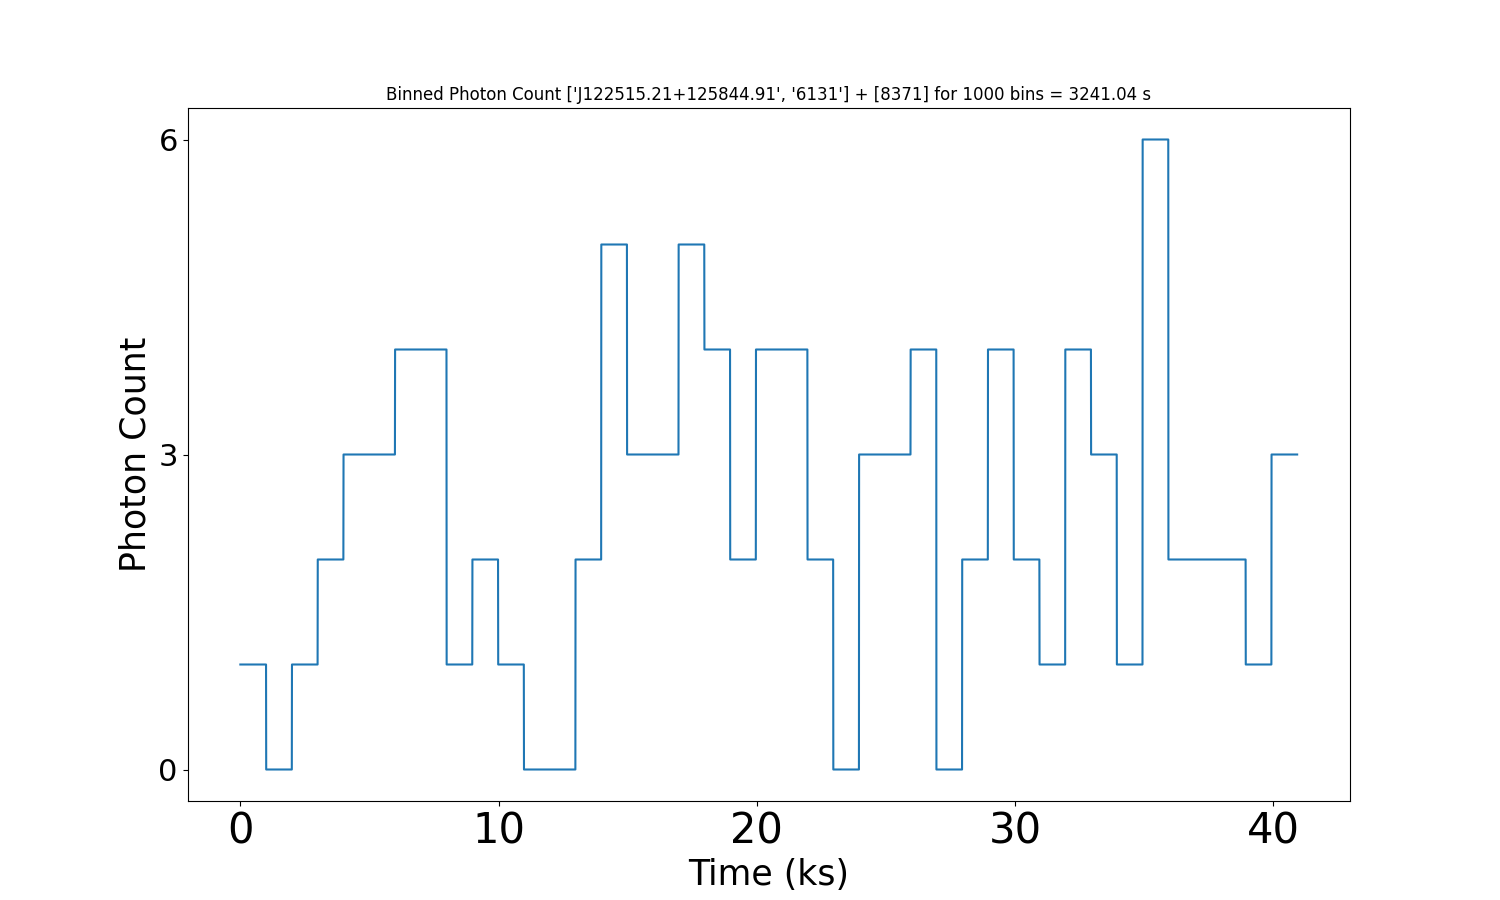 Binned Photon Count ['J122515.21+125844.91', '6131'] + [8371] for 1000 bins = 3241.04 s
6
3
0
Photon Count
0 10 20 30 40
Time (ks)